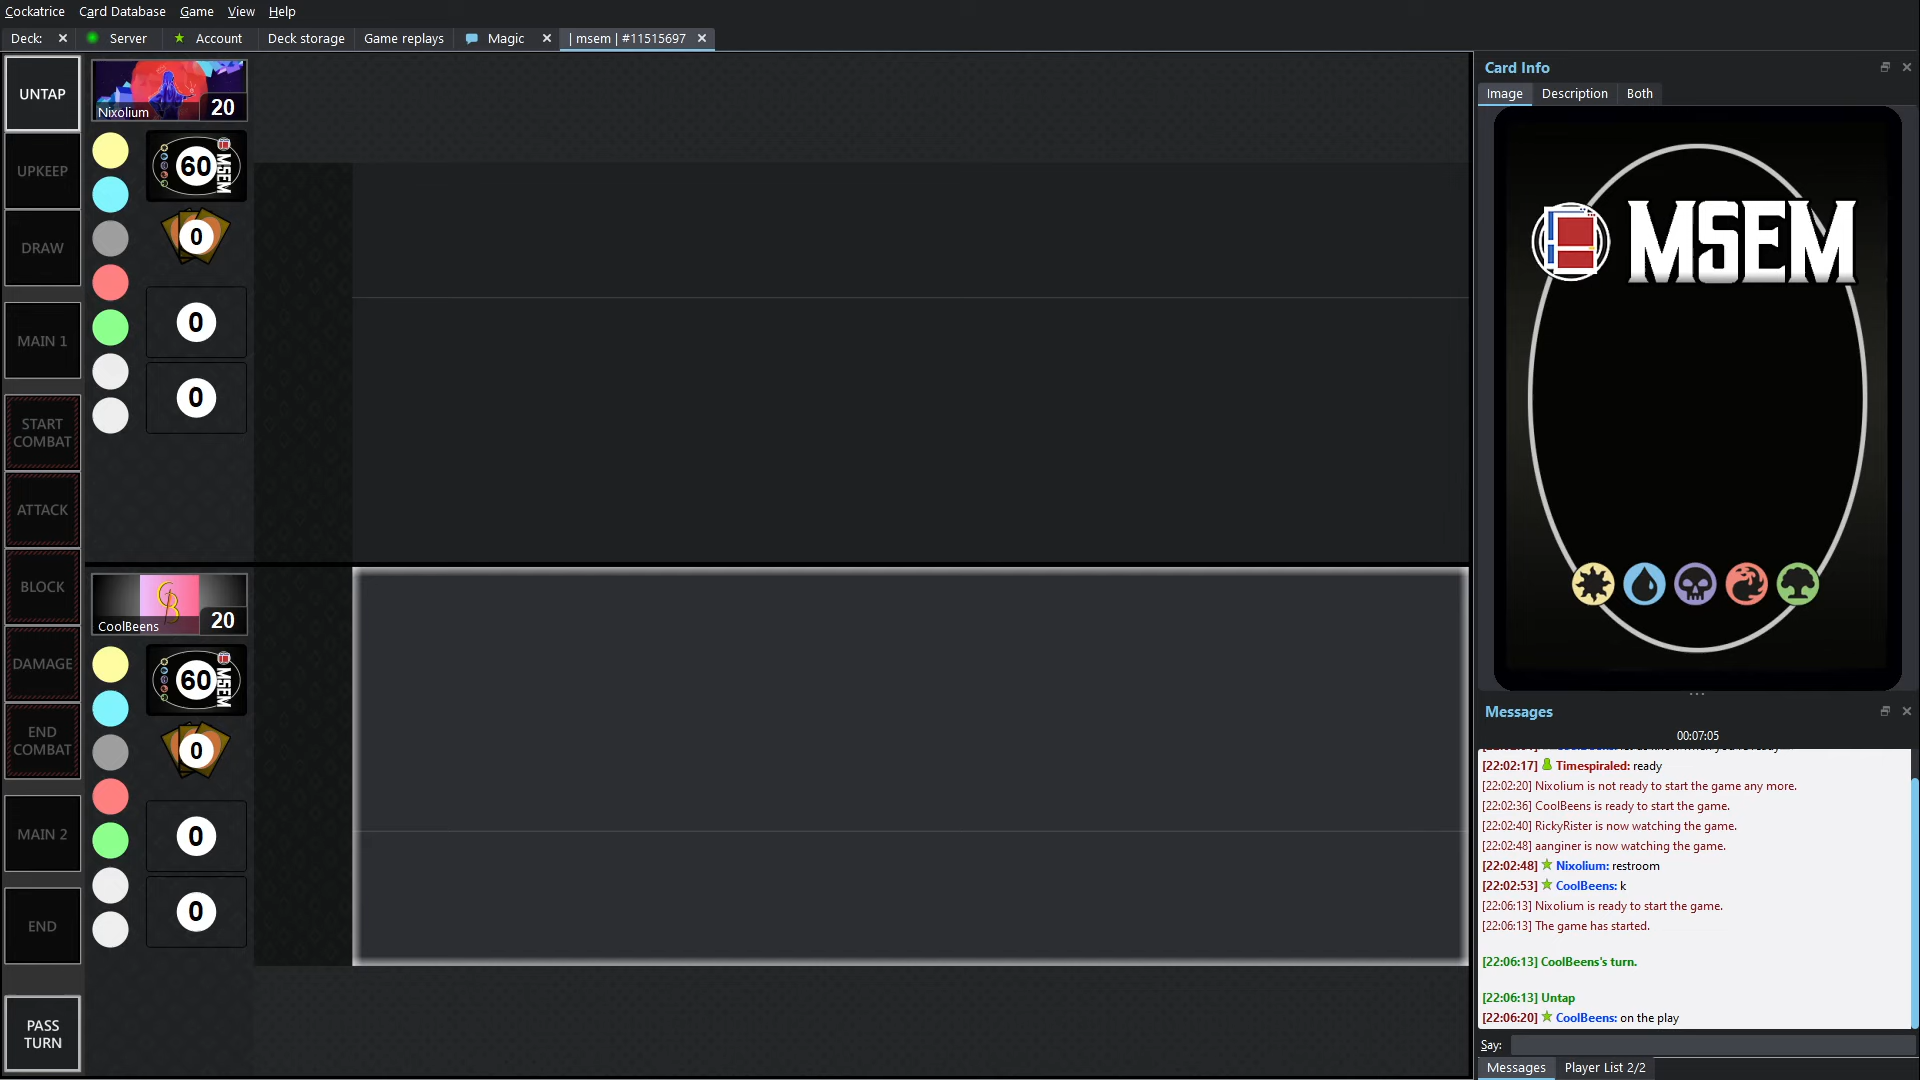 Cockatrice Card Database Game View Help
Deck: Server Account Deck storage Game replays Magic | msem | #11515697
UNTAP
UPKEEP
DRAW
MAIN 1
START
COMBAT
ATTACK
BLOCK
DAMAGE
END
COMBAT
MAIN 2
END
PASS
TURN
Nixolium 20
60
MSEM
0
0
0
CoolBeens 20
60
MSEM
0
0
0
Card Info
Image Description Both
MSEM
Messages
00:07:05
[22:02:17] Timespiraled: ready
[22:02:20] Nixolium is not ready to start the game any more.
[22:02:36] CoolBeens is ready to start the game.
[22:02:40] RickyRister is now watching the game.
[22:02:48] aanginer is now watching the game.
[22:02:48] Nixolium: restroom
[22:02:53] CoolBeens: k
[22:06:13] Nixolium is ready to start the game.
[22:06:13] The game has started.
[22:06:13] CoolBeens's turn.
[22:06:13] Untap
[22:06:20] CoolBeens: on the play
Say:
Messages Player List 2/2